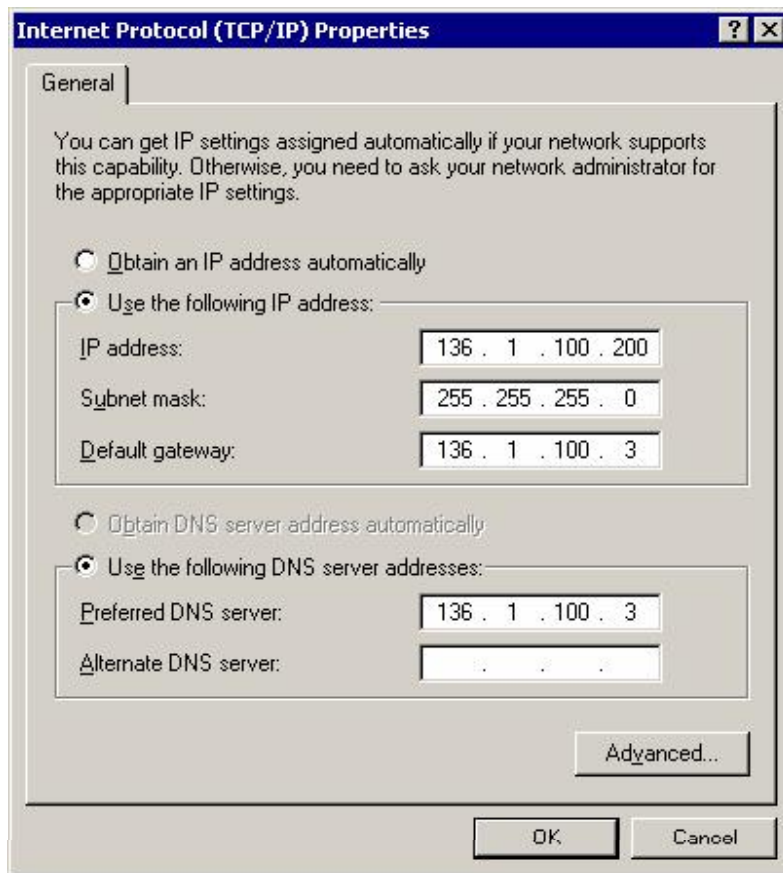 Internet Protocol (TCP/IP) Properties
General
You can get IP settings assigned automatically if your network supports
this capability. Otherwise, you need to ask your network administrator for
the appropriate IP settings.
Obtain an IP address automatically
Use the following IP address:
IP address: 136 . 1 . 100 . 200
Subnet mask: 255 . 255 . 255 . 0
Default gateway: 136 . 1 . 100 . 3
Obtain DNS server address automatically
Use the following DNS server addresses:
Preferred DNS server: 136 . 1 . 100 . 3
Alternate DNS server: . . .
Advanced...
OK Cancel